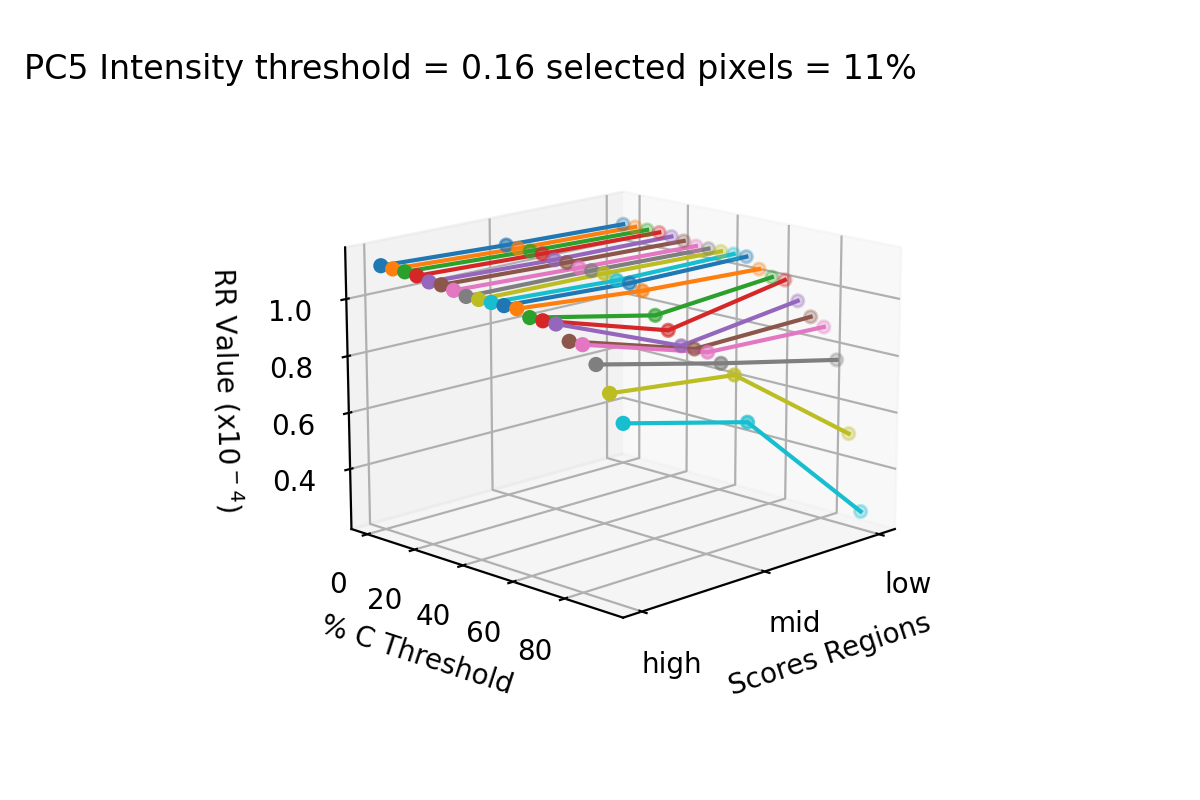 PC5 Intensity threshold = 0.16 selected pixels = 11%
RR Value (x10⁻⁴)
1.0
0.8
0.6
0.4
0
20
40
60
80
% C Threshold
high
mid
low
Scores Regions